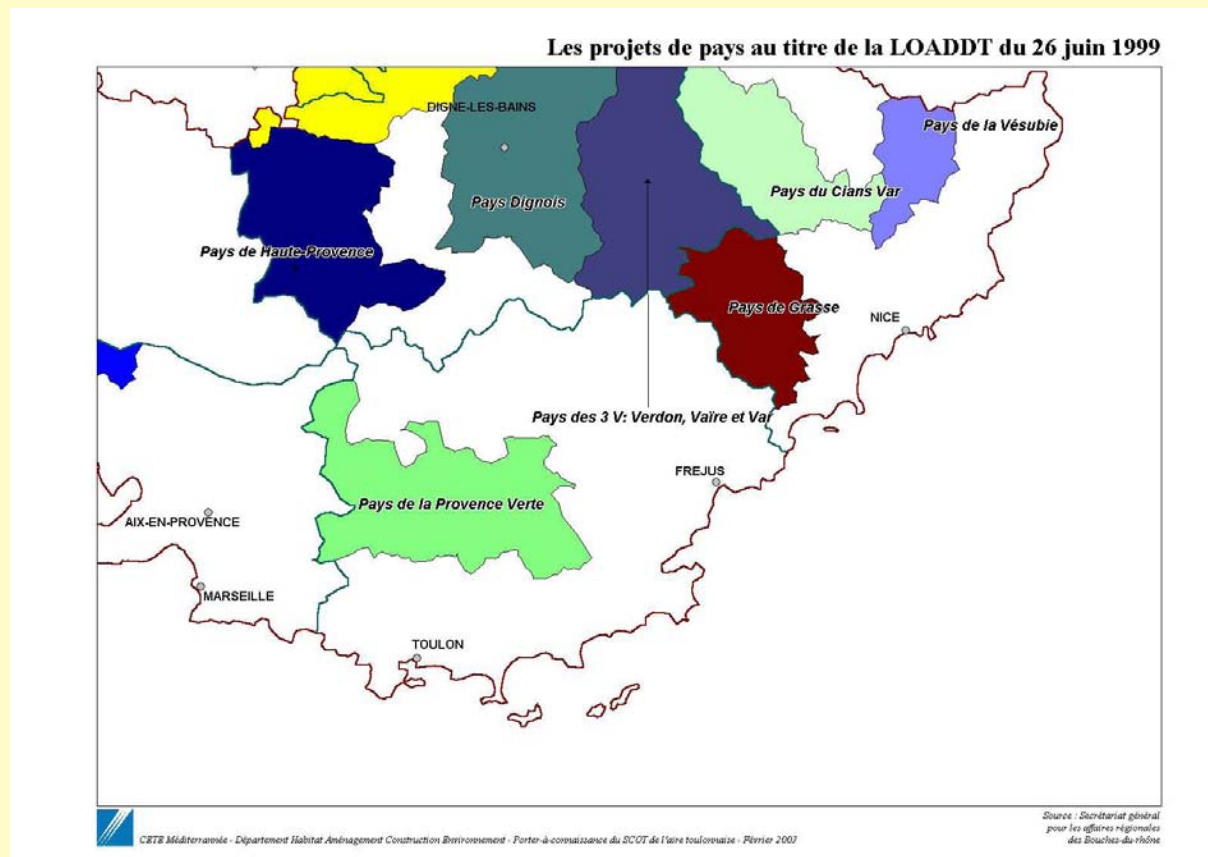 Les projets de pays au titre de la LOADDT du 26 juin 1999
DIGNE-LES-BAINS
Pays de la Vésubie
Pays du Cians Var
Pays Dignois
Pays de Haute-Provence
Pays de Grasse
NICE
Pays des 3 V: Verdon, Vaïre et Var
FREJUS
Pays de la Provence Verte
AIX-EN-PROVENCE
MARSEILLE
TOULON
Source : Secrétariat général
pour les affaires régionales
des Bouches-du-rhône
CETE Méditerrannée - Département Habitat Aménagement Construction Environnement - Porter-à-connaissance du SCOT de l'aire toulonnaise - Février 2003